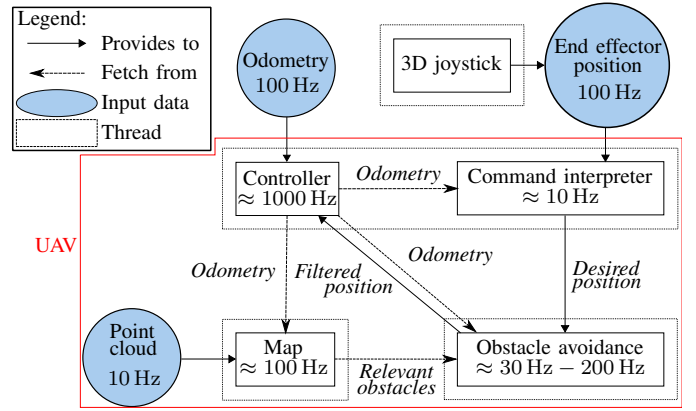 Legend:
Provides to
Fetch from
Input data
Thread
Odometry
100 Hz
3D joystick
End effector
position
100 Hz
UAV
Controller
≈ 1000 Hz
Odometry
Command interpreter
≈ 10 Hz
Odometry
Filtered
position
Odometry
Desired
position
Point
cloud
10 Hz
Map
≈ 100 Hz
Relevant
obstacles
Obstacle avoidance
≈ 30 Hz − 200 Hz